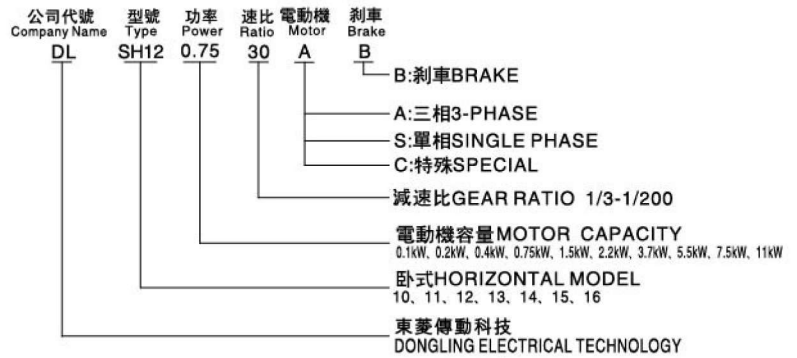 公司代號 型號 功率 速比 電動機 剎車
Company Name Type Power Ratio Motor Brake
DL SH12 0.75 30 A B
B:剎車BRAKE
A:三相3-PHASE
S:單相SINGLE PHASE
C:特殊SPECIAL
減速比GEAR RATIO 1/3-1/200
電動機容量MOTOR CAPACITY
0.1kW、0.2kW、0.4kW、0.75kW、1.5kW、2.2kW、3.7kW、5.5kW、7.5kW、11kW
卧式HORIZONTAL MODEL
10、11、12、13、14、15、16
東菱傳動科技
DONGLING ELECTRICAL TECHNOLOGY